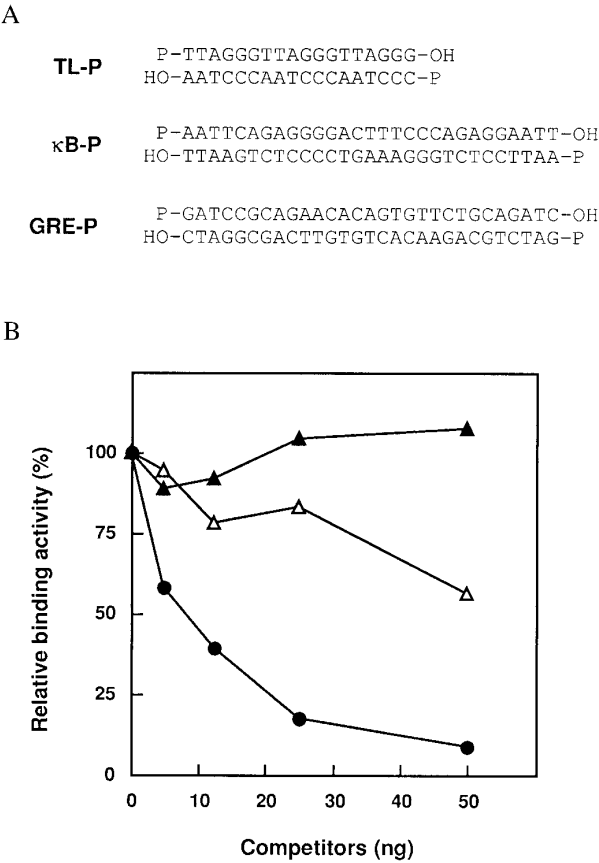 A
TL-P
P-TTAGGGTTAGGGTTAGGG-OH
HO-AATCCCAATCCCAATCCC-P
κB-P
P-AATTCAGAGGGGACTTTCCCAGAGGAATT-OH
HO-TTAAGTCTCCCCTGAAAGGGTCTCCTTAA-P
GRE-P
P-GATCCGCAGAACACAGTGTTCTGCAGATC-OH
HO-CTAGGCGACTTGTGTCACAAGACGTCTAG-P
B
Relative binding activity (%)
100
75
50
25
0
0 10 20 30 40 50
Competitors (ng)